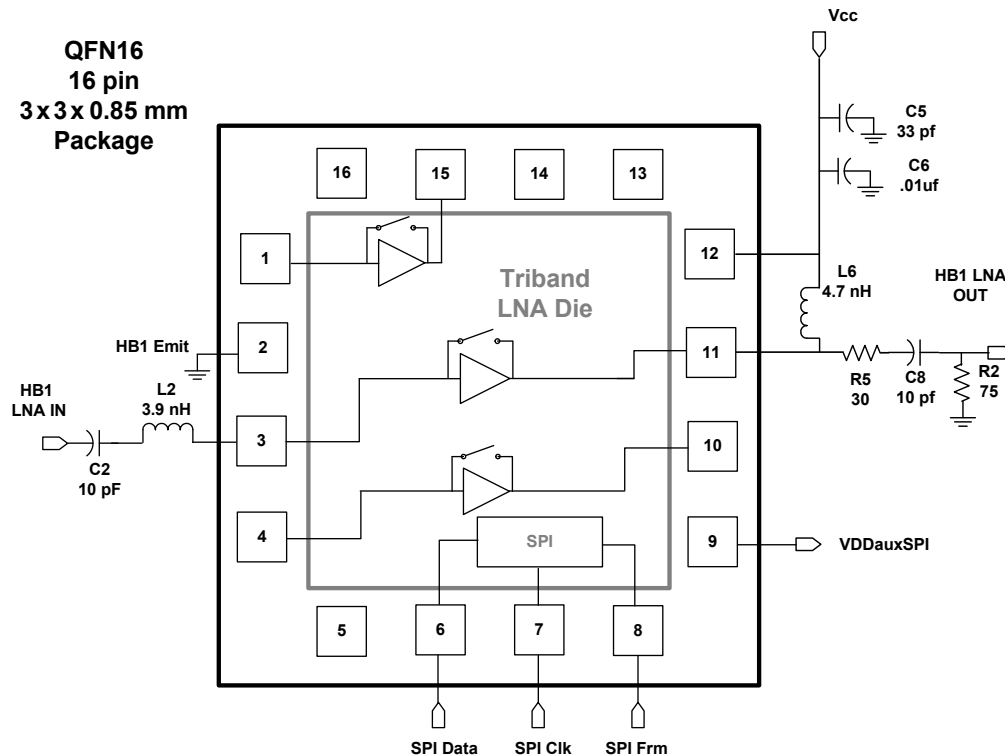 QFN16
16 pin
3 x 3 x 0.85 mm
Package
Vcc
C5
33 pf
C6
.01uf
16
15
14
13
1
12
Triband
LNA Die
L6
4.7 nH
HB1 LNA
OUT
HB1 Emit
2
11
R5
30
C8
10 pf
R2
75
HB1
LNA IN
L2
3.9 nH
C2
10 pF
3
10
4
SPI
9
VDDauxSPI
5
6
7
8
SPI Data
SPI Clk
SPI Frm